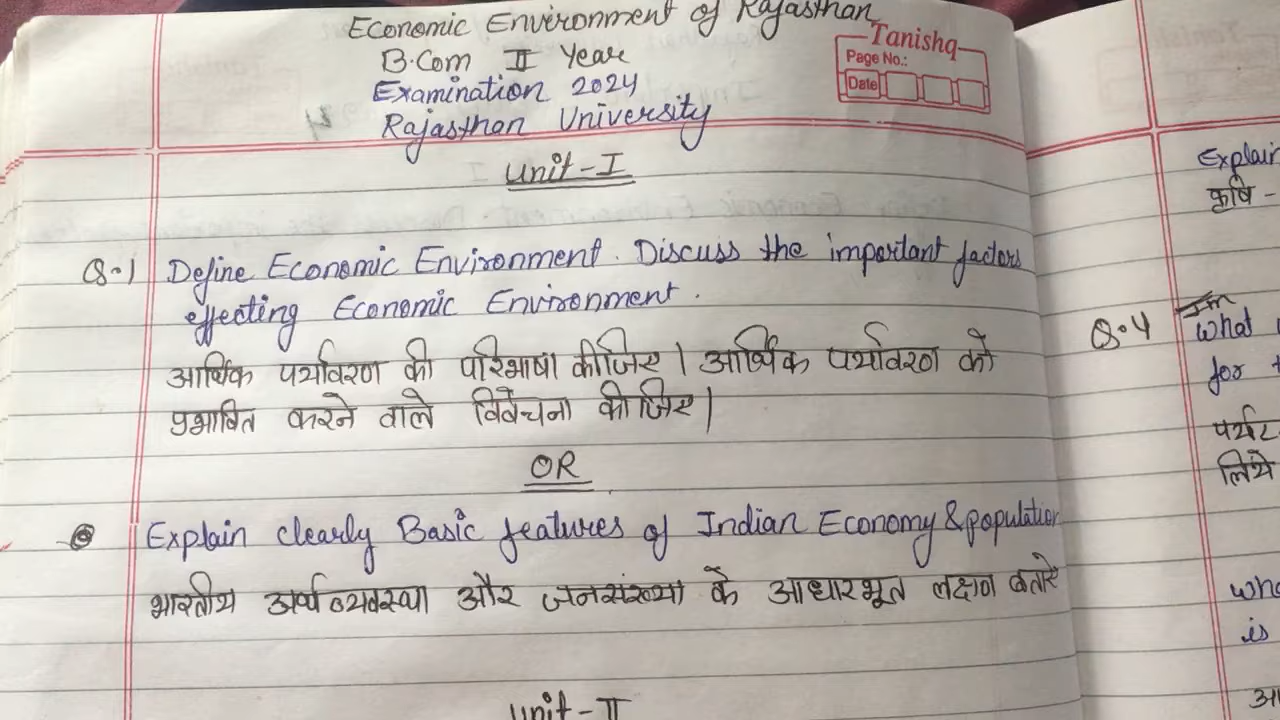 Economic Environment of Rajasthan
B.Com II Year
Examination 2024
Rajasthan University
Tanishq
Page No.:
Date
Unit-I
Q.1 Define Economic Environment. Discuss the important factors
effecting Economic Environment.
आर्थिक पर्यावरण की परिभाषा कीजिए। आर्थिक पर्यावरण को
प्रभावित करने वाले विवेचना कीजिए।
OR
Explain clearly Basic features of Indian Economy & population
भारतीय अर्थव्यवस्था और जनसंख्या के आधारभूत लक्षण बताऐ
Unit-II
Explain
कृषि -
Q.4 What
for
लिये
is